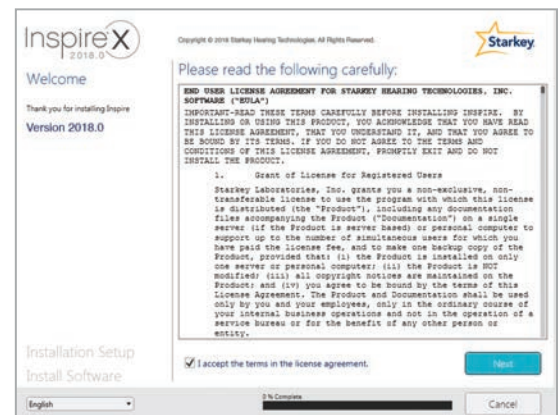 Inspire X
2018.0
Copyright © 2018 Starkey Hearing Technologies. All Rights Reserved.
Starkey
Welcome
Thank you for installing Inspire
Version 2018.0
Please read the following carefully:
END USER LICENSE AGREEMENT FOR STARKEY HEARING TECHNOLOGIES, INC.
SOFTWARE ("EULA")
IMPORTANT-READ THESE TERMS CAREFULLY BEFORE INSTALLING INSPIRE. BY
INSTALLING OR USING THIS PRODUCT, YOU ACKNOWLEDGE THAT YOU HAVE READ
THIS LICENSE AGREEMENT, THAT YOU UNDERSTAND IT, AND THAT YOU AGREE TO
BE BOUND BY ITS TERMS. IF YOU DO NOT AGREE TO THE TERMS AND
CONDITIONS OF THIS LICENSE AGREEMENT, PROMPTLY EXIT AND DO NOT
INSTALL THE PRODUCT.
1. Grant of License for Registered Users
Starkey Laboratories, Inc. grants you a non-exclusive, non-
transferable license to use the program with which this license
is distributed (the "Product"), including any documentation
files accompanying the Product ("Documentation") on a single
server (if the Product is server based) or personal computer to
support up to the number of simultaneous users for which you
have paid the license fee, and to make one backup copy of the
Product, provided that: (i) the Product is installed on only
one server or personal computer; (ii) the Product is NOT
modified; (iii) all copyright notices are maintained on the
Product; and (iv) you agree to be bound by the terms of this
License Agreement. The Product and Documentation shall be used
only by you and your employees, only in the ordinary course of
your internal business operations and not in the operation of a
service bureau or for the benefit of any other person or
entity.
I accept the terms in the license agreement.
Next
Installation Setup
Install Software
English
0 % Complete
Cancel